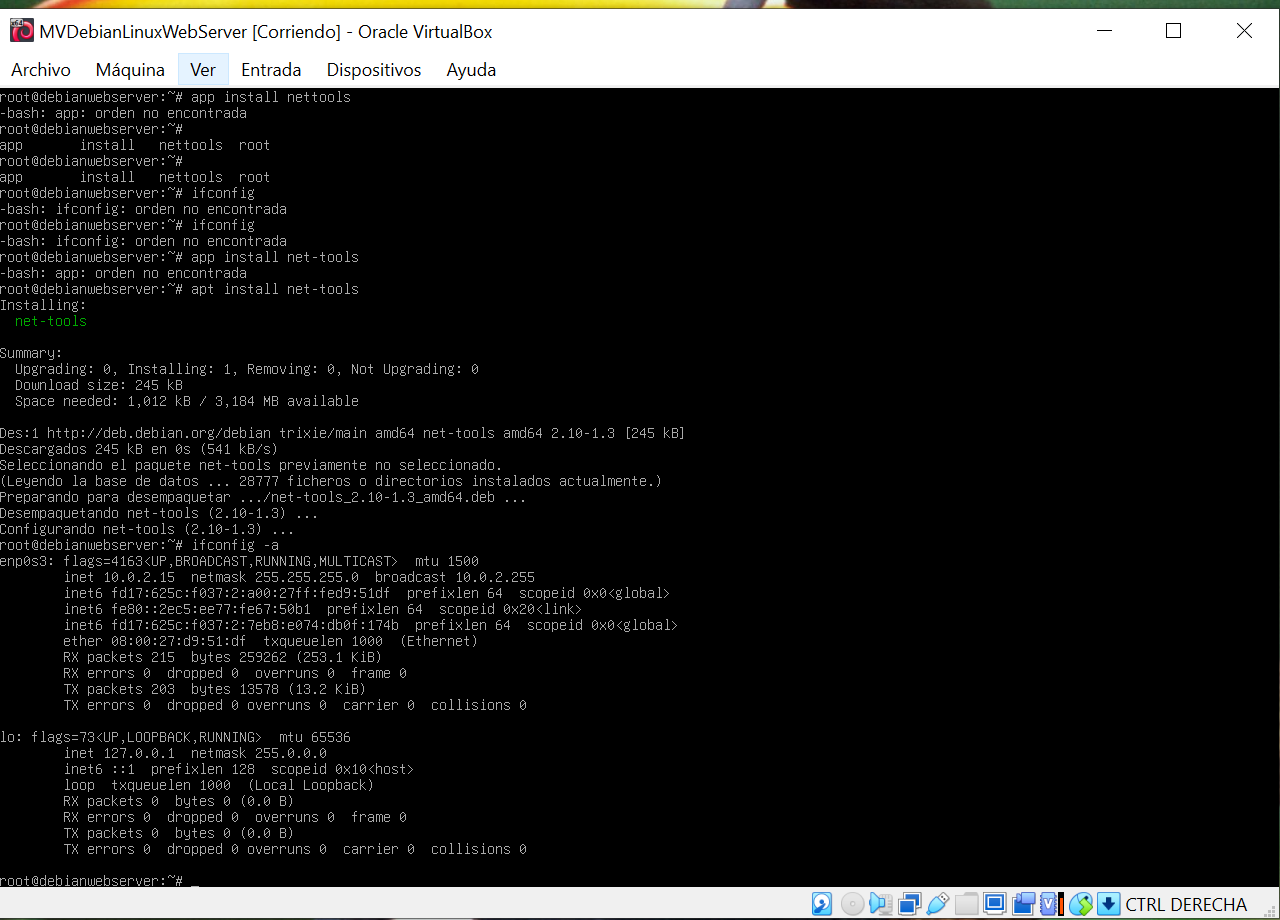 MVDebianLinuxWebServer [Corriendo] - Oracle VirtualBox
Archivo Máquina Ver Entrada Dispositivos Ayuda
root@debianwebserver:~# app install nettools
-bash: app: orden no encontrada
root@debianwebserver:~#
app install nettools root
root@debianwebserver:~#
app install nettools root
root@debianwebserver:~# ifconfig
-bash: ifconfig: orden no encontrada
root@debianwebserver:~# ifconfig
-bash: ifconfig: orden no encontrada
root@debianwebserver:~# app install net-tools
-bash: app: orden no encontrada
root@debianwebserver:~# apt install net-tools
Installing:
net-tools
Summary:
Upgrading: 0, Installing: 1, Removing: 0, Not Upgrading: 0
Download size: 245 kB
Space needed: 1,012 kB / 3,184 MB available
Des:1 http://deb.debian.org/debian trixie/main amd64 net-tools amd64 2.10-1.3 [245 kB]
Descargados 245 kB en 0s (541 kB/s)
Seleccionando el paquete net-tools previamente no seleccionado.
(Leyendo la base de datos ... 28777 ficheros o directorios instalados actualmente.)
Preparando para desempaquetar .../net-tools_2.10-1.3_amd64.deb ...
Desempaquetando net-tools (2.10-1.3) ...
Configurando net-tools (2.10-1.3) ...
root@debianwebserver:~# ifconfig -a
enp0s3: flags=4163<UP,BROADCAST,RUNNING,MULTICAST> mtu 1500
inet 10.0.2.15 netmask 255.255.255.0 broadcast 10.0.2.255
inet6 fd17:625c:f037:2:a00:27ff:fed9:51df prefixlen 64 scopeid 0x0<global>
inet6 fe80::2ec5:ee77:fe67:50b1 prefixlen 64 scopeid 0x20<link>
inet6 fd17:625c:f037:2:7eb8:e074:db0f:174b prefixlen 64 scopeid 0x0<global>
ether 08:00:27:d9:51:df txqueuelen 1000 (Ethernet)
RX packets 215 bytes 259262 (253.1 KiB)
RX errors 0 dropped 0 overruns 0 frame 0
TX packets 203 bytes 13578 (13.2 KiB)
TX errors 0 dropped 0 overruns 0 carrier 0 collisions 0
lo: flags=73<UP,LOOPBACK,RUNNING> mtu 65536
inet 127.0.0.1 netmask 255.0.0.0
inet6 ::1 prefixlen 128 scopeid 0x10<host>
loop txqueuelen 1000 (Local Loopback)
RX packets 0 bytes 0 (0.0 B)
RX errors 0 dropped 0 overruns 0 frame 0
TX packets 0 bytes 0 (0.0 B)
TX errors 0 dropped 0 overruns 0 carrier 0 collisions 0
root@debianwebserver:~# _
CTRL DERECHA